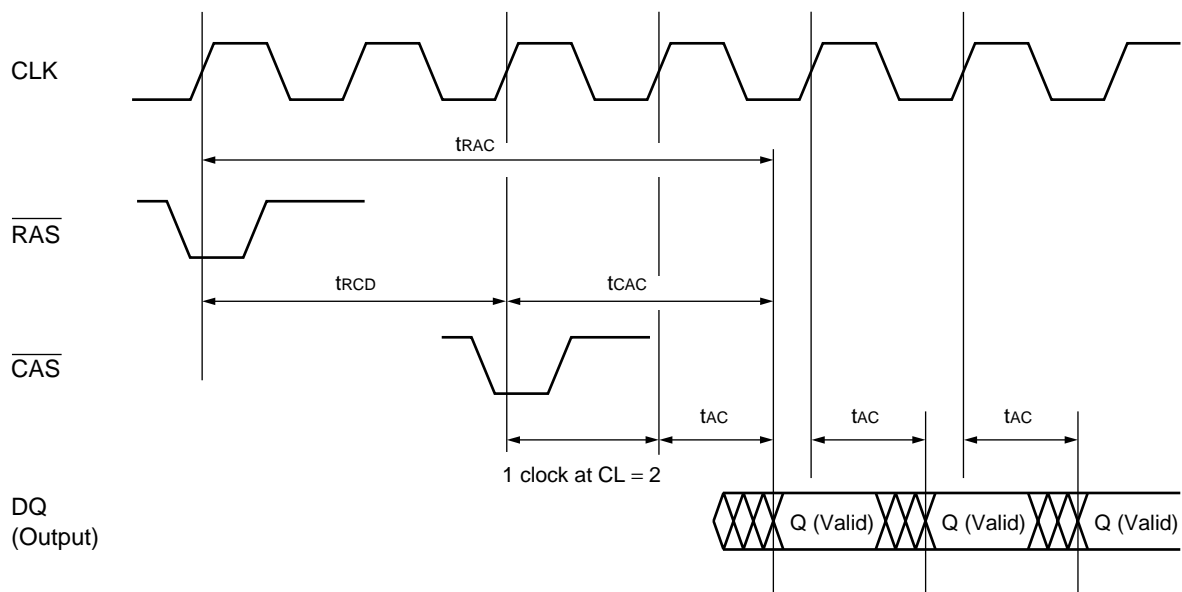 CLK
tRAC
RAS
tRCD
tCAC
CAS
tAC
tAC
tAC
1 clock at CL = 2
DQ
(Output)
Q (Valid)
Q (Valid)
Q (Valid)